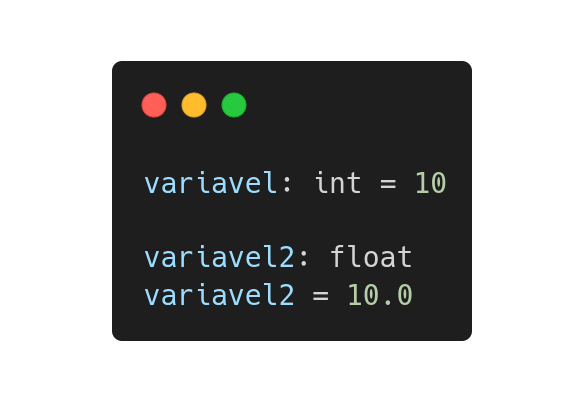 variavel: int = 10
variavel2: float
variavel2 = 10.0